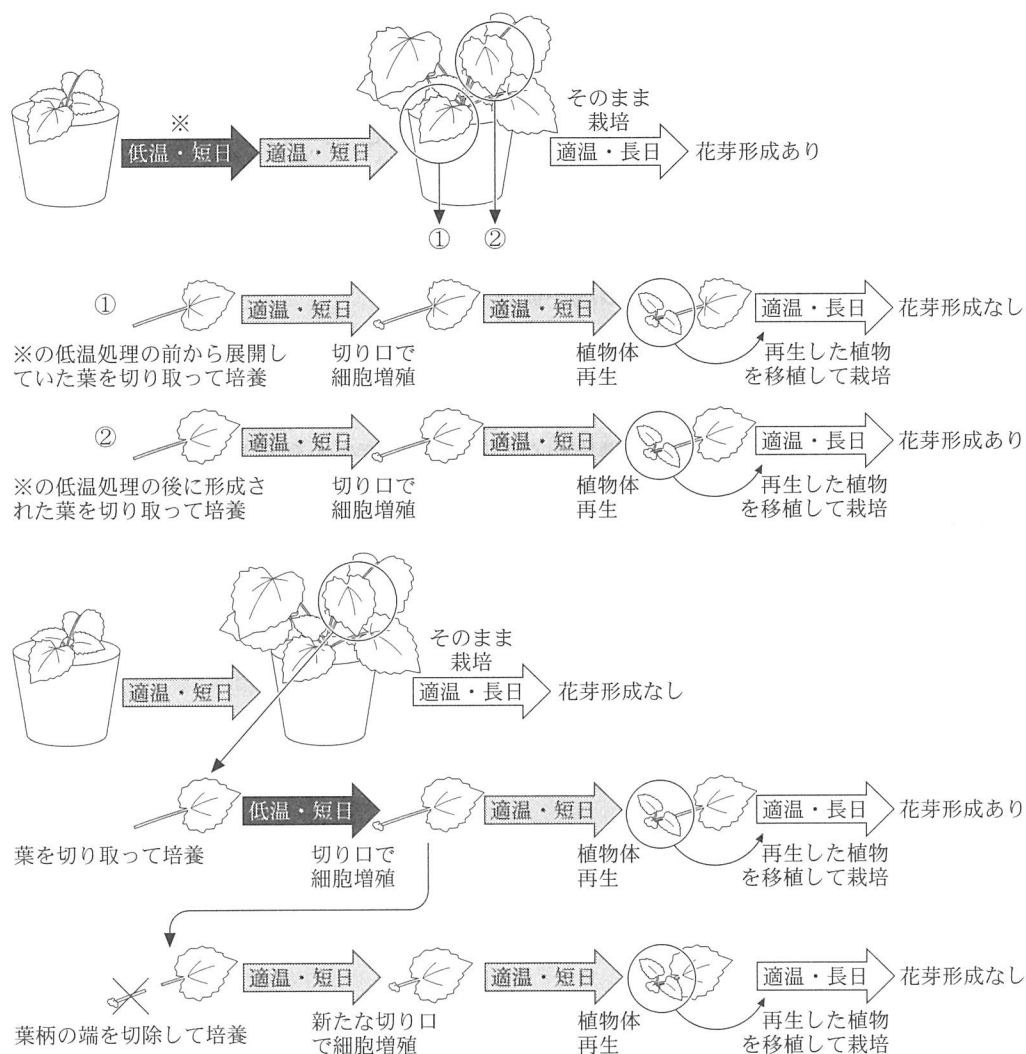 ※
低温・短日
適温・短日
そのまま
栽培
適温・長日
花芽形成あり
①
②
①
適温・短日
適温・短日
適温・長日
花芽形成なし
※の低温処理の前から展開し
ていた葉を切り取って培養
切り口で
細胞増殖
植物体
再生
再生した植物
を移植して栽培
②
適温・短日
適温・短日
適温・長日
花芽形成あり
※の低温処理の後に形成さ
れた葉を切り取って培養
切り口で
細胞増殖
植物体
再生
再生した植物
を移植して栽培
適温・短日
そのまま
栽培
適温・長日
花芽形成なし
低温・短日
適温・短日
適温・長日
花芽形成あり
葉を切り取って培養
切り口で
細胞増殖
植物体
再生
再生した植物
を移植して栽培
適温・短日
適温・短日
適温・長日
花芽形成なし
葉柄の端を切除して培養
新たな切り口
で細胞増殖
植物体
再生
再生した植物
を移植して栽培